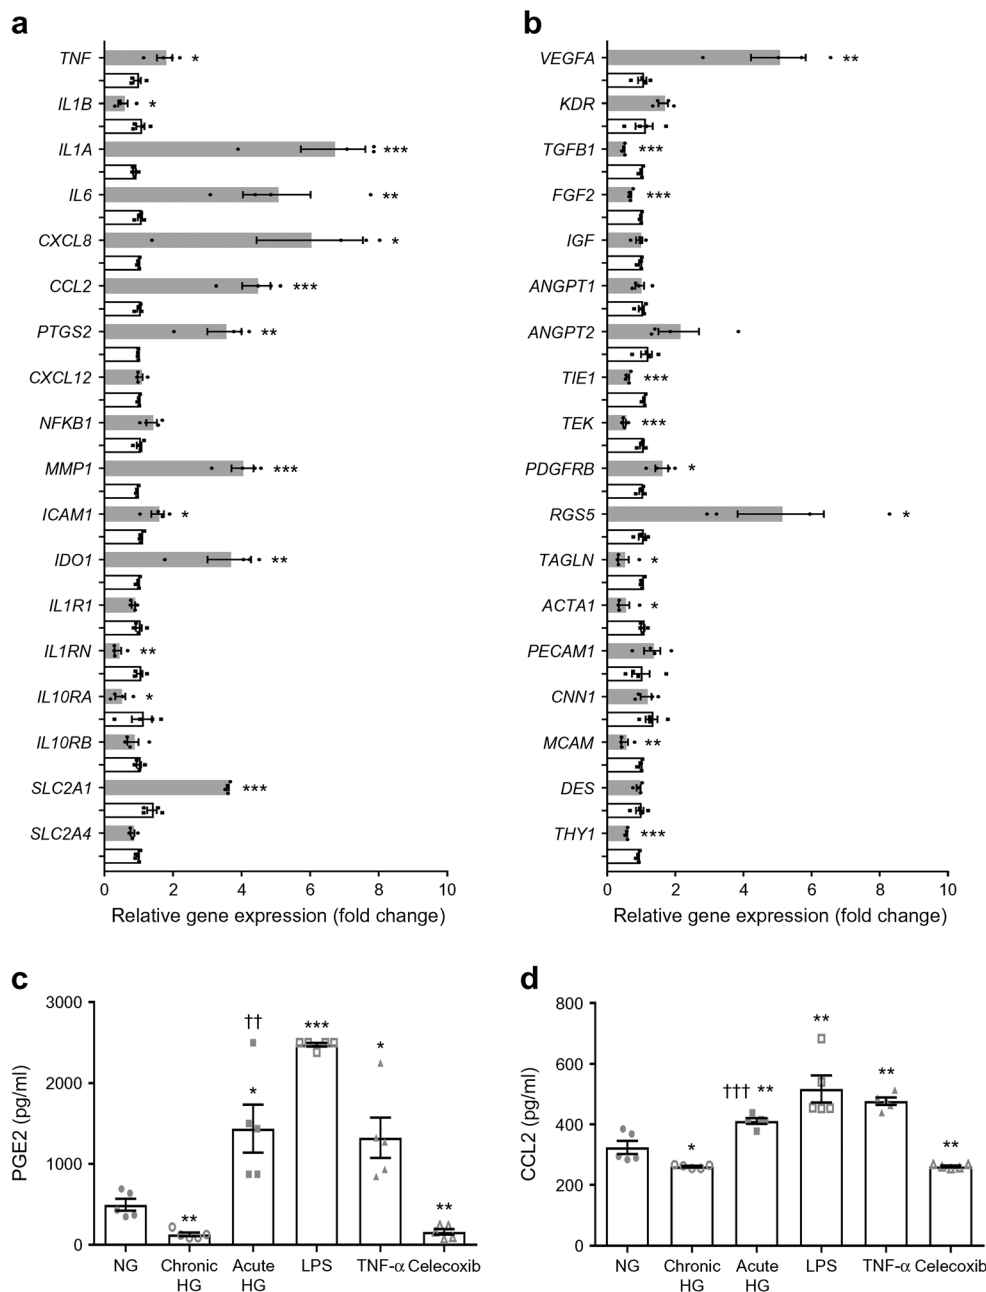 a
TNF *
IL1B *
IL1A ***
IL6 **
CXCL8 *
CCL2 ***
PTGS2 **
CXCL12
NFKB1
MMP1 ***
ICAM1 *
IDO1 **
IL1R1
IL1RN **
IL10RA *
IL10RB
SLC2A1 ***
SLC2A4
0 2 4 6 8 10
Relative gene expression (fold change)
b
VEGFA **
KDR
TGFB1 ***
FGF2 ***
IGF
ANGPT1
ANGPT2
TIE1 ***
TEK ***
PDGFRB *
RGS5 *
TAGLN *
ACTA1 *
PECAM1
CNN1
MCAM **
DES
THY1 ***
0 2 4 6 8 10
Relative gene expression (fold change)
c
PGE2 (pg/ml)
3000
2000
1000
0
**
††
*
***
*
**
NG Chronic HG Acute HG LPS TNF-α Celecoxib
d
CCL2 (pg/ml)
800
600
400
200
0
*
††† **
**
**
**
NG Chronic HG Acute HG LPS TNF-α Celecoxib